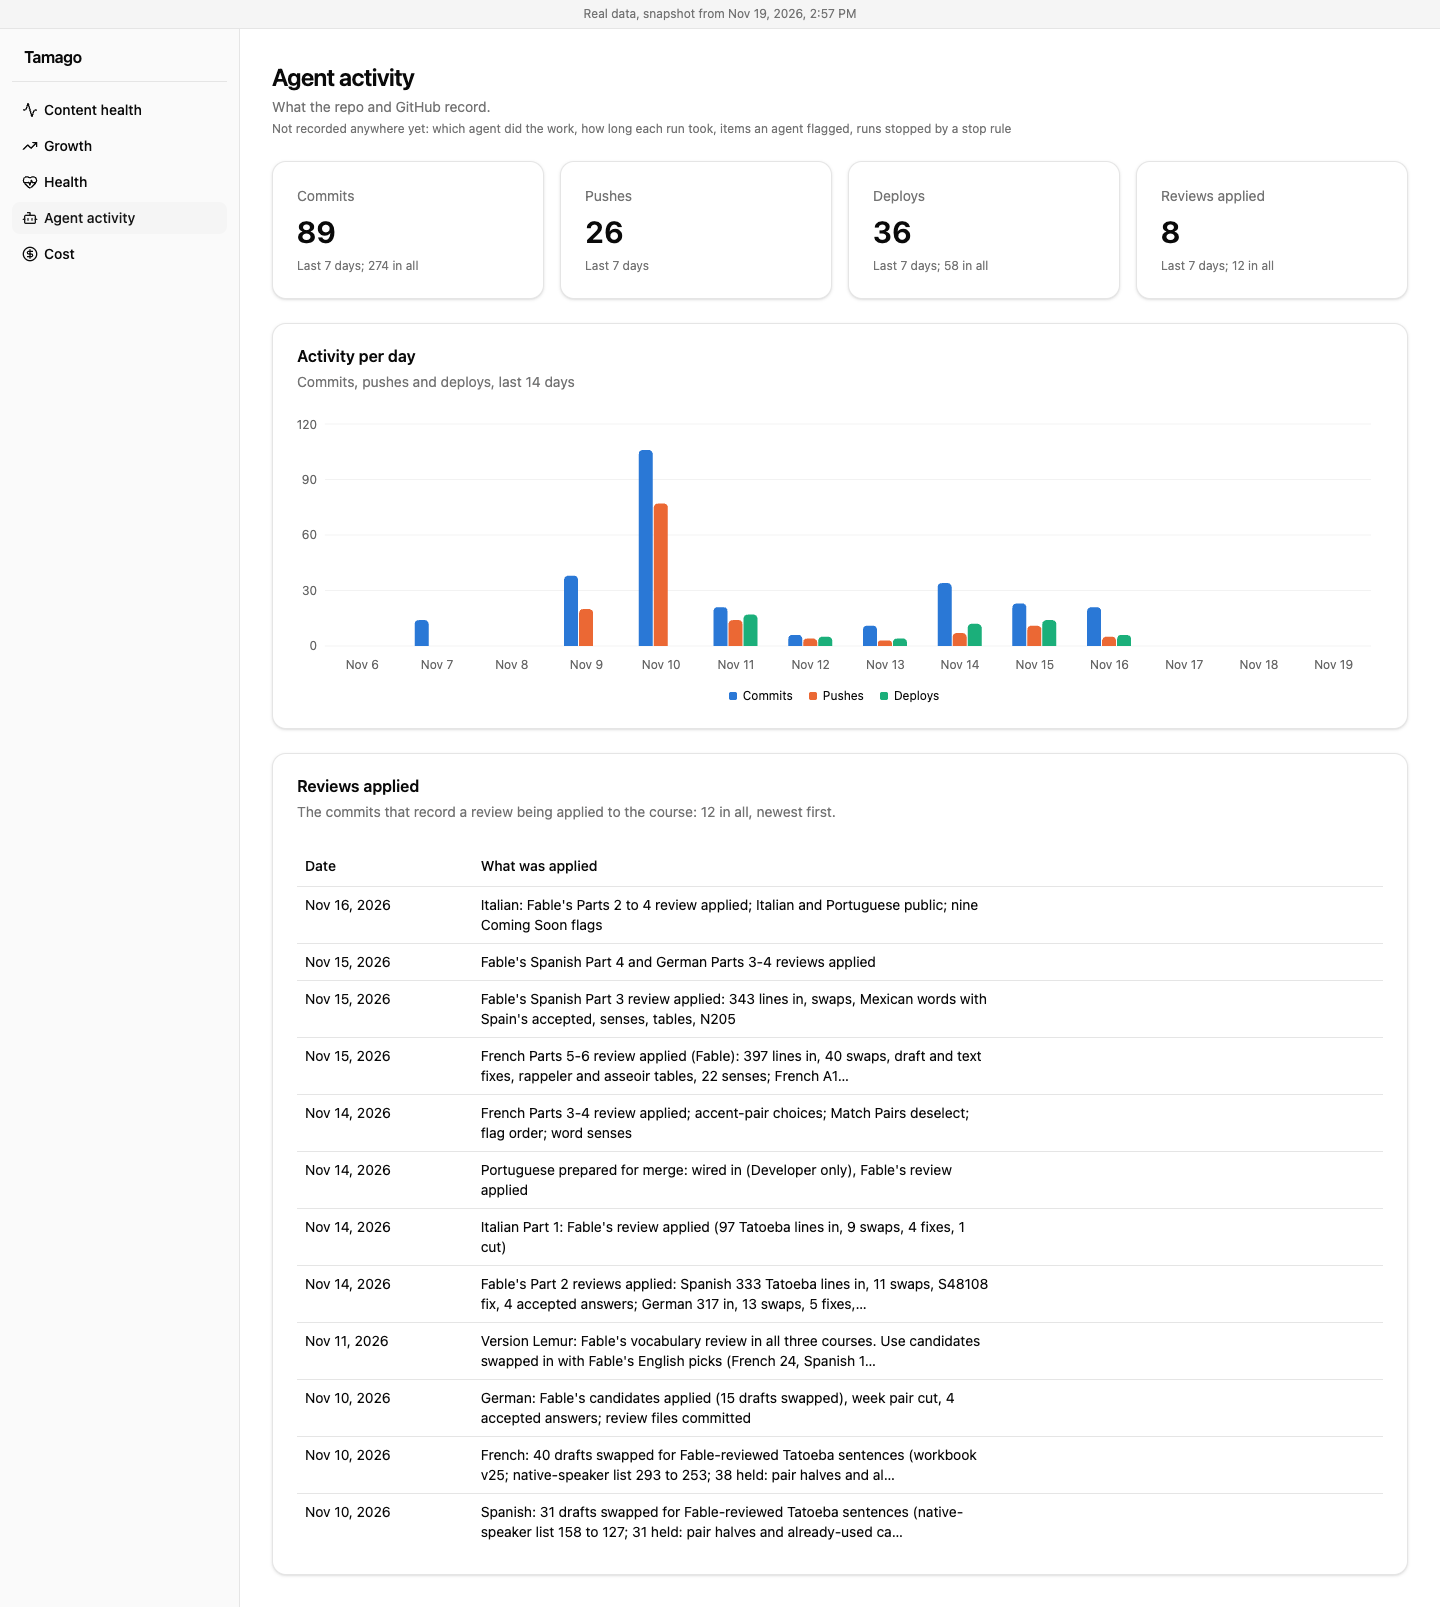 Real data, snapshot from Nov 19, 2026, 2:57 PM
Tamago
Content health
Growth
Health
Agent activity
Cost
Agent activity
What the repo and GitHub record.
Not recorded anywhere yet: which agent did the work, how long each run took, items an agent flagged, runs stopped by a stop rule
Commits
89
Last 7 days; 274 in all
Pushes
26
Last 7 days
Deploys
36
Last 7 days; 58 in all
Reviews applied
8
Last 7 days; 12 in all
Activity per day
Commits, pushes and deploys, last 14 days
120
90
60
30
0
Nov 6 Nov 7 Nov 8 Nov 9 Nov 10 Nov 11 Nov 12 Nov 13 Nov 14 Nov 15 Nov 16 Nov 17 Nov 18 Nov 19
Commits Pushes Deploys
Reviews applied
The commits that record a review being applied to the course: 12 in all, newest first.
Date What was applied
Nov 16, 2026 Italian: Fable's Parts 2 to 4 review applied; Italian and Portuguese public; nine
Coming Soon flags
Nov 15, 2026 Fable's Spanish Part 4 and German Parts 3-4 reviews applied
Nov 15, 2026 Fable's Spanish Part 3 review applied: 343 lines in, swaps, Mexican words with
Spain's accepted, senses, tables, N205
Nov 15, 2026 French Parts 5-6 review applied (Fable): 397 lines in, 40 swaps, draft and text
fixes, rappeler and asseoir tables, 22 senses; French A1...
Nov 14, 2026 French Parts 3-4 review applied; accent-pair choices; Match Pairs deselect;
flag order; word senses
Nov 14, 2026 Portuguese prepared for merge: wired in (Developer only), Fable's review
applied
Nov 14, 2026 Italian Part 1: Fable's review applied (97 Tatoeba lines in, 9 swaps, 4 fixes, 1
cut)
Nov 14, 2026 Fable's Part 2 reviews applied: Spanish 333 Tatoeba lines in, 11 swaps, S48108
fix, 4 accepted answers; German 317 in, 13 swaps, 5 fixes,...
Nov 11, 2026 Version Lemur: Fable's vocabulary review in all three courses. Use candidates
swapped in with Fable's English picks (French 24, Spanish 1...
Nov 10, 2026 German: Fable's candidates applied (15 drafts swapped), week pair cut, 4
accepted answers; review files committed
Nov 10, 2026 French: 40 drafts swapped for Fable-reviewed Tatoeba sentences (workbook
v25; native-speaker list 293 to 253; 38 held: pair halves and al...
Nov 10, 2026 Spanish: 31 drafts swapped for Fable-reviewed Tatoeba sentences (native-
speaker list 158 to 127; 31 held: pair halves and already-used ca...